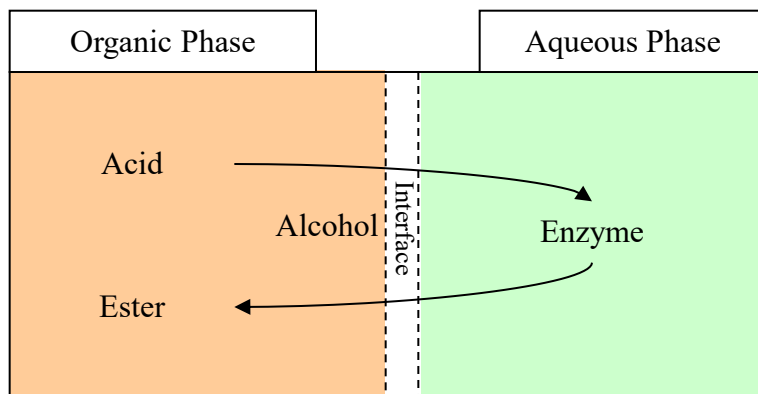 Organic Phase
Aqueous Phase
Acid
Alcohol
Interface
Enzyme
Ester